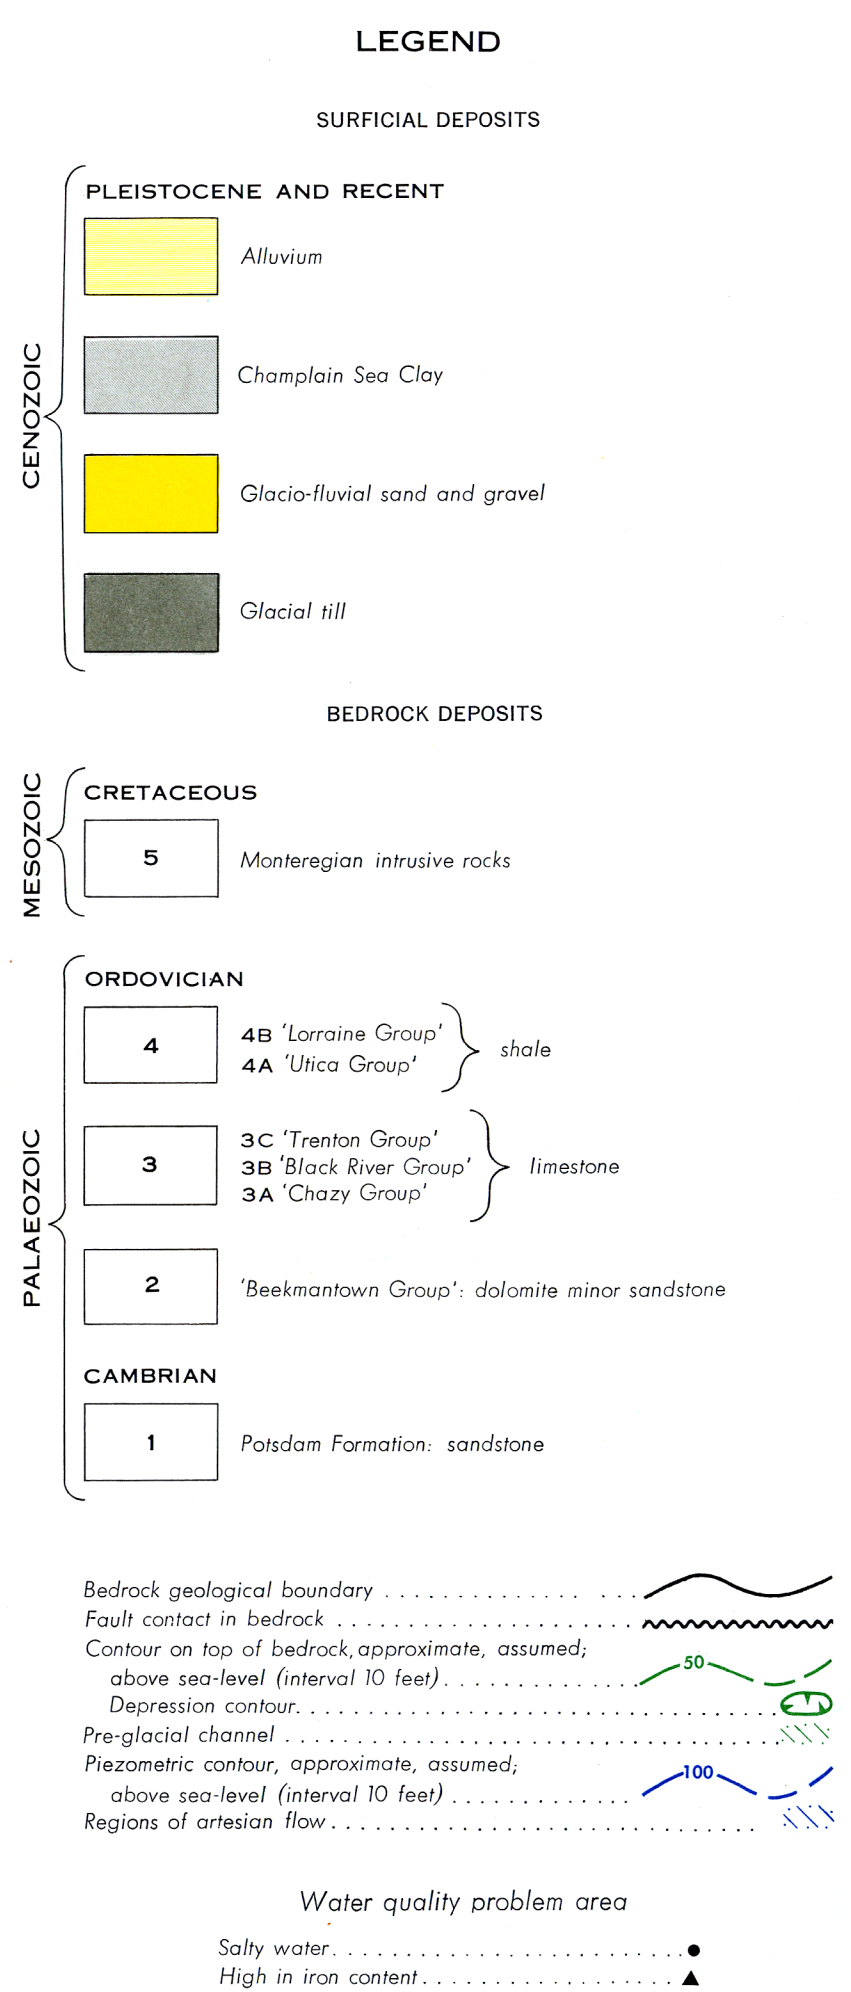 LEGEND
SURFICIAL DEPOSITS
CENOZOIC
PLEISTOCENE AND RECENT
Alluvium
Champlain Sea Clay
Glacio-fluvial sand and gravel
Glacial till
BEDROCK DEPOSITS
MESOZOIC
CRETACEOUS
5 Monteregian intrusive rocks
PALAEOZOIC
ORDOVICIAN
4
4B 'Lorraine Group'
4A 'Utica Group'
shale
3
3C 'Trenton Group'
3B 'Black River Group'
3A 'Chazy Group'
limestone
2 'Beekmantown Group': dolomite minor sandstone
CAMBRIAN
1 Potsdam Formation: sandstone
Bedrock geological boundary
Fault contact in bedrock
Contour on top of bedrock, approximate, assumed;
above sea-level (interval 10 feet) 50
Depression contour
Pre-glacial channel
Piezometric contour, approximate, assumed;
above sea-level (interval 10 feet) 100
Regions of artesian flow
Water quality problem area
Salty water
High in iron content